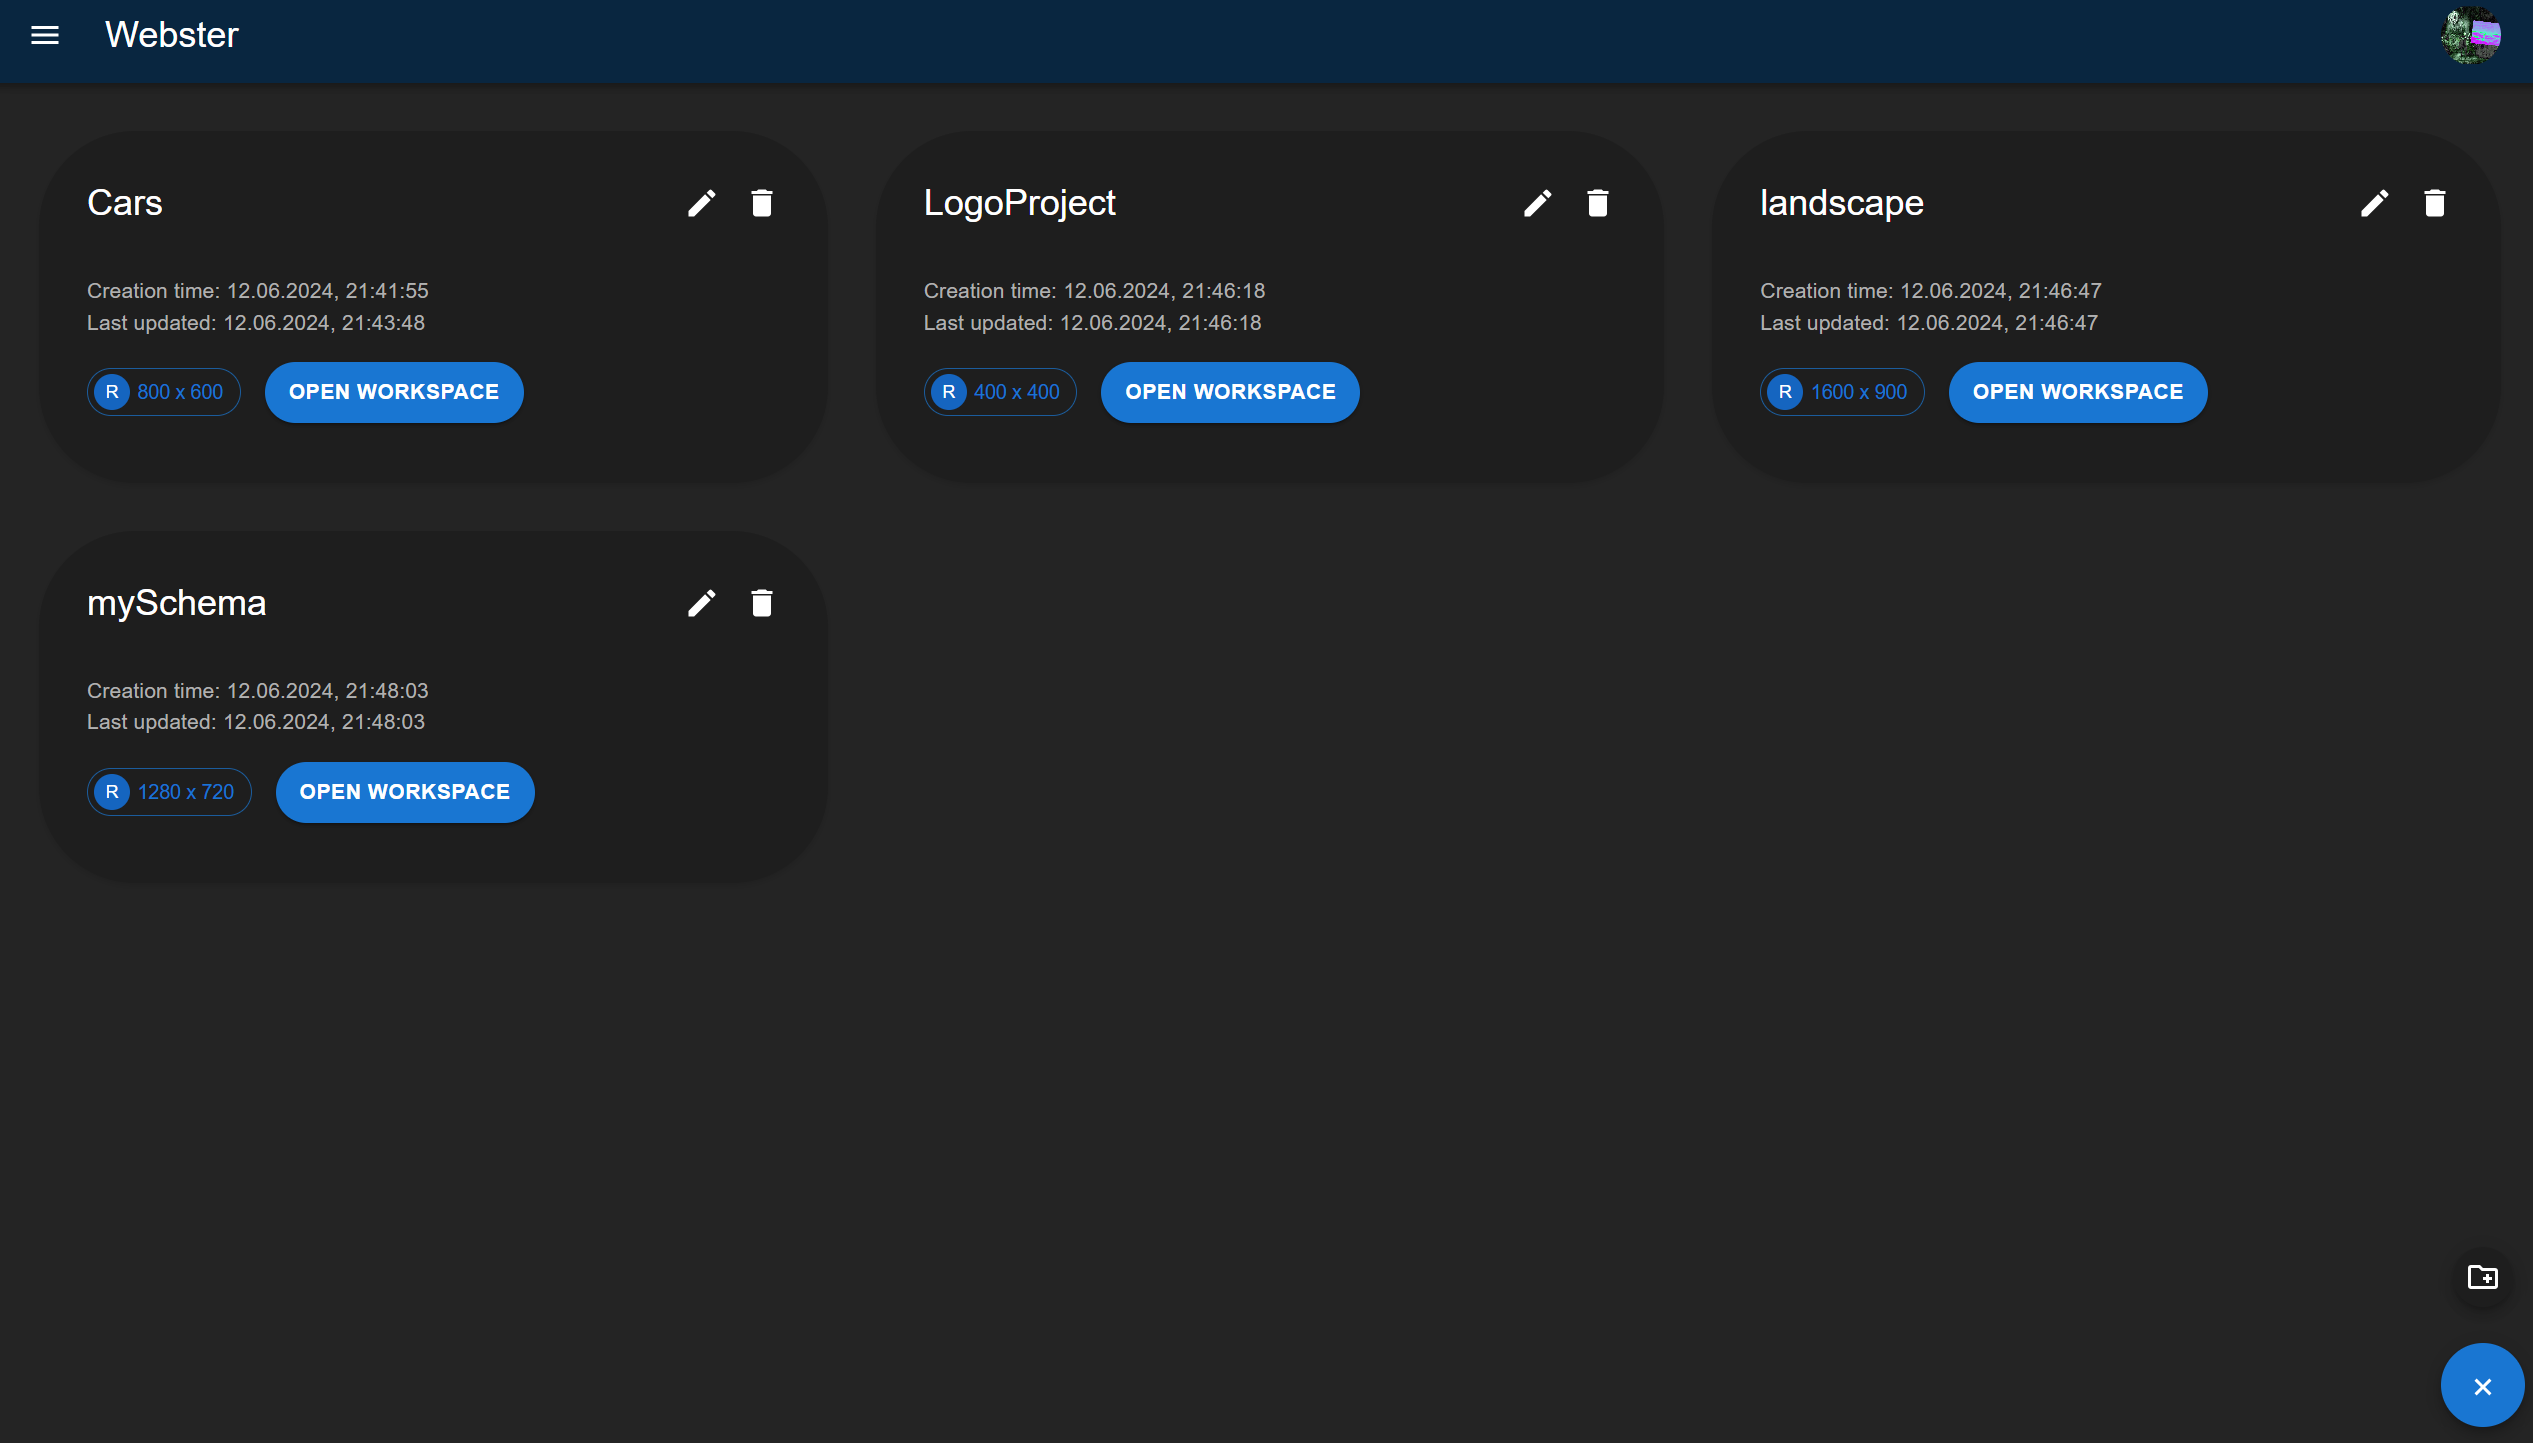 Webster
Cars
Creation time: 12.06.2024, 21:41:55
Last updated: 12.06.2024, 21:43:48
R 800 x 600 OPEN WORKSPACE
LogoProject
Creation time: 12.06.2024, 21:46:18
Last updated: 12.06.2024, 21:46:18
R 400 x 400 OPEN WORKSPACE
landscape
Creation time: 12.06.2024, 21:46:47
Last updated: 12.06.2024, 21:46:47
R 1600 x 900 OPEN WORKSPACE
mySchema
Creation time: 12.06.2024, 21:48:03
Last updated: 12.06.2024, 21:48:03
R 1280 x 720 OPEN WORKSPACE